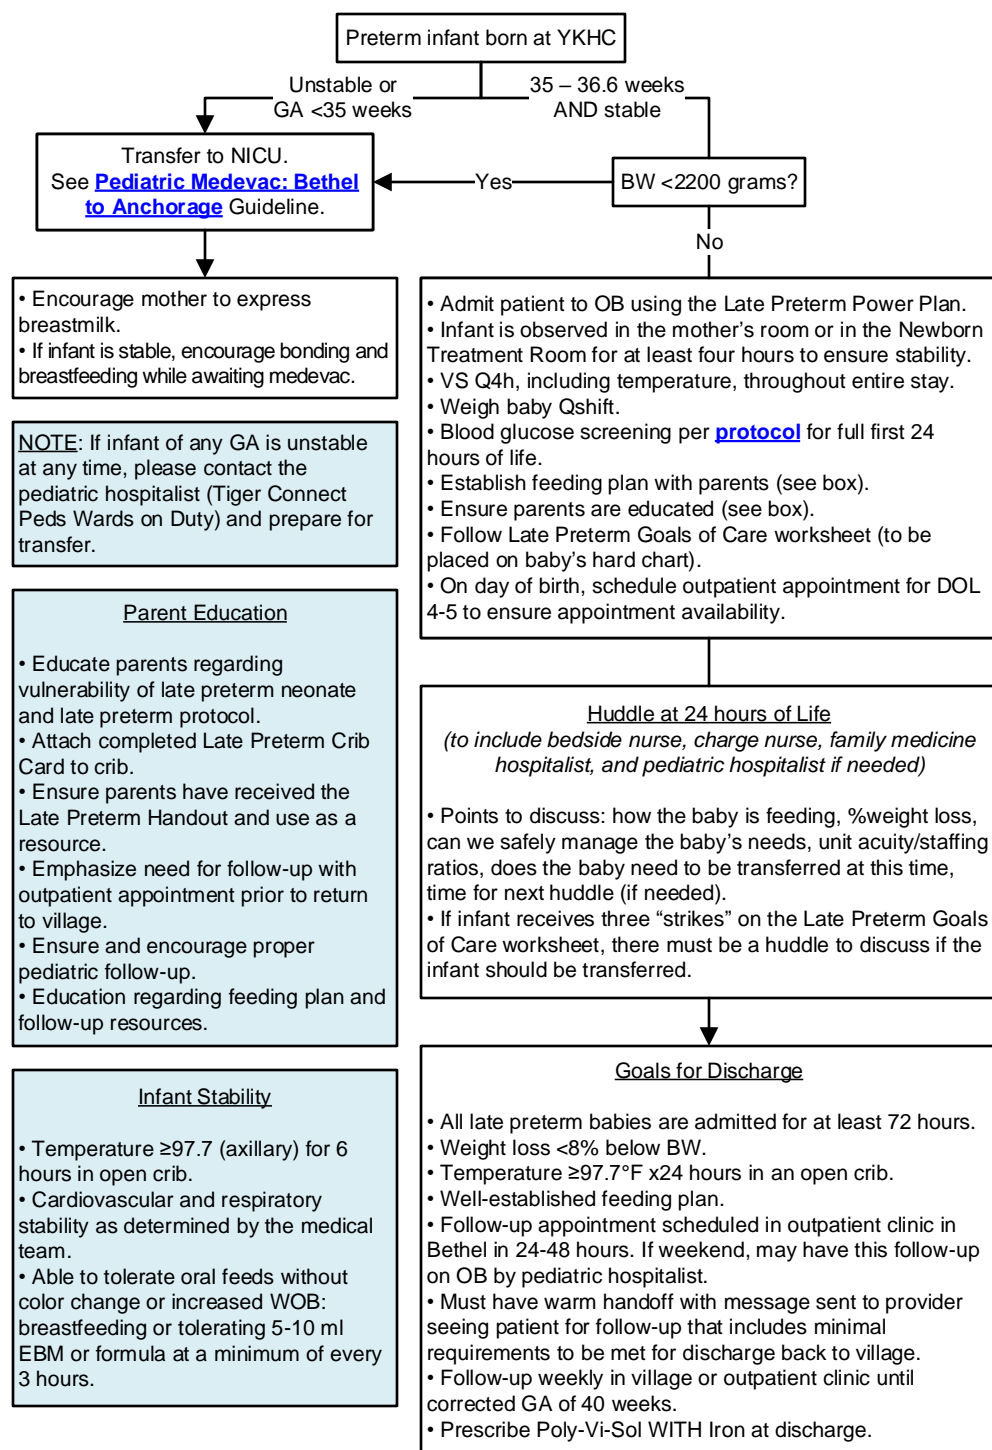 Preterm infant born at YKHC
Unstable or
GA <35 weeks
35 – 36.6 weeks
AND stable
Transfer to NICU.
See Pediatric Medevac: Bethel
to Anchorage Guideline.
Yes
BW <2200 grams?
No
• Encourage mother to express
breastmilk.
• If infant is stable, encourage bonding and
breastfeeding while awaiting medevac.
NOTE: If infant of any GA is unstable
at any time, please contact the
pediatric hospitalist (Tiger Connect
Peds Wards on Duty) and prepare for
transfer.
Parent Education
• Educate parents regarding
vulnerability of late preterm neonate
and late preterm protocol.
• Attach completed Late Preterm Crib
Card to crib.
• Ensure parents have received the
Late Preterm Handout and use as a
resource.
• Emphasize need for follow-up with
outpatient appointment prior to return
to village.
• Ensure and encourage proper
pediatric follow-up.
• Education regarding feeding plan and
follow-up resources.
Infant Stability
• Temperature ≥97.7 (axillary) for 6
hours in open crib.
• Cardiovascular and respiratory
stability as determined by the medical
team.
• Able to tolerate oral feeds without
color change or increased WOB:
breastfeeding or tolerating 5-10 ml
EBM or formula at a minimum of every
3 hours.
• Admit patient to OB using the Late Preterm Power Plan.
• Infant is observed in the mother's room or in the Newborn
Treatment Room for at least four hours to ensure stability.
• VS Q4h, including temperature, throughout entire stay.
• Weigh baby Qshift.
• Blood glucose screening per protocol for full first 24
hours of life.
• Establish feeding plan with parents (see box).
• Ensure parents are educated (see box).
• Follow Late Preterm Goals of Care worksheet (to be
placed on baby's hard chart).
• On day of birth, schedule outpatient appointment for DOL
4-5 to ensure appointment availability.
Huddle at 24 hours of Life
(to include bedside nurse, charge nurse, family medicine
hospitalist, and pediatric hospitalist if needed)
• Points to discuss: how the baby is feeding, %weight loss,
can we safely manage the baby's needs, unit acuity/staffing
ratios, does the baby need to be transferred at this time,
time for next huddle (if needed).
• If infant receives three "strikes" on the Late Preterm Goals
of Care worksheet, there must be a huddle to discuss if the
infant should be transferred.
Goals for Discharge
• All late preterm babies are admitted for at least 72 hours.
• Weight loss <8% below BW.
• Temperature ≥97.7°F x24 hours in an open crib.
• Well-established feeding plan.
• Follow-up appointment scheduled in outpatient clinic in
Bethel in 24-48 hours. If weekend, may have this follow-up
on OB by pediatric hospitalist.
• Must have warm handoff with message sent to provider
seeing patient for follow-up that includes minimal
requirements to be met for discharge back to village.
• Follow-up weekly in village or outpatient clinic until
corrected GA of 40 weeks.
• Prescribe Poly-Vi-Sol WITH Iron at discharge.